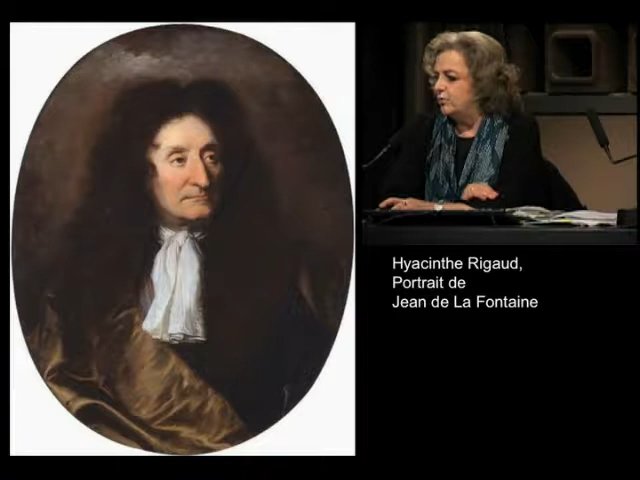 Hyacinthe Rigaud,
Portrait de
Jean de La Fontaine